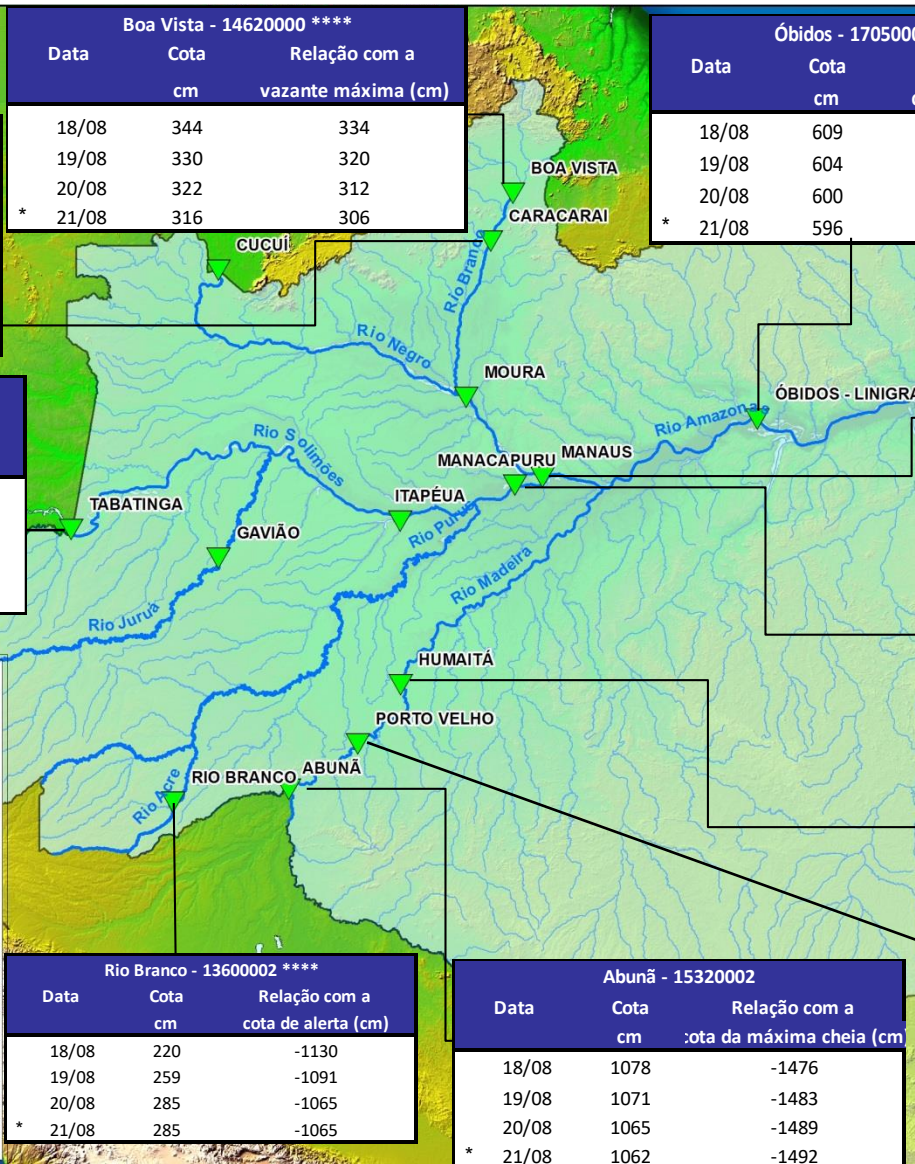 Boa Vista - 14620000 ****
Data Cota Relação com a
cm vazante máxima (cm)
18/08 344 334
19/08 330 320
20/08 322 312
* 21/08 316 306
Óbidos - 1705000
Data Cota
cm
18/08 609
19/08 604
20/08 600
* 21/08 596
BOA VISTA
CARACARAI
CUCUÍ
Rio Branco
Rio Negro
MOURA
ÓBIDOS - LINIGRA
Rio Amazonas
Rio Solimões
MANACAPURU
MANAUS
ITAPÉUA
TABATINGA
GAVIÃO
Rio Purus
Rio Madeira
Rio Juruá
HUMAITÁ
PORTO VELHO
ABUNÃ
RIO BRANCO
Rio Acre
Rio Branco - 13600002 ****
Data Cota Relação com a
cm cota de alerta (cm)
18/08 220 -1130
19/08 259 -1091
20/08 285 -1065
* 21/08 285 -1065
Abunã - 15320002
Data Cota Relação com a
cm cota da máxima cheia (cm)
18/08 1078 -1476
19/08 1071 -1483
20/08 1065 -1489
* 21/08 1062 -1492